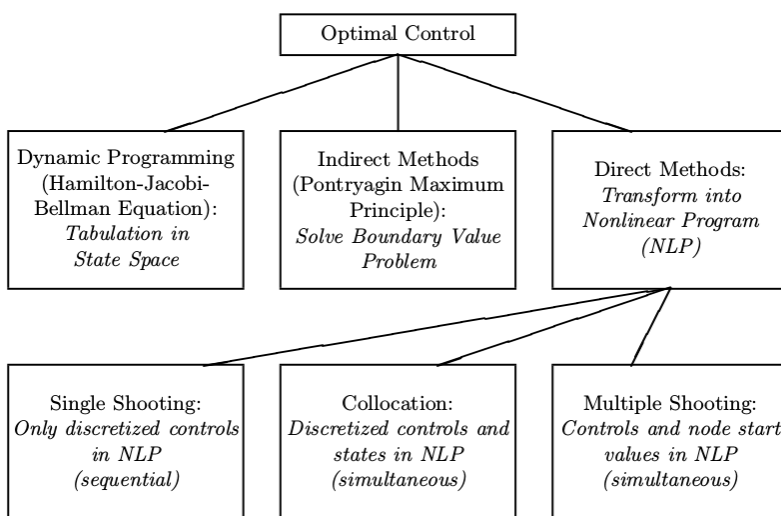 Optimal Control
Dynamic Programming
(Hamilton-Jacobi-
Bellman Equation):
Tabulation in
State Space
Indirect Methods
(Pontryagin Maximum
Principle):
Solve Boundary Value
Problem
Direct Methods:
Transform into
Nonlinear Program
(NLP)
Single Shooting:
Only discretized controls
in NLP
(sequential)
Collocation:
Discretized controls and
states in NLP
(simultaneous)
Multiple Shooting:
Controls and node start
values in NLP
(simultaneous)